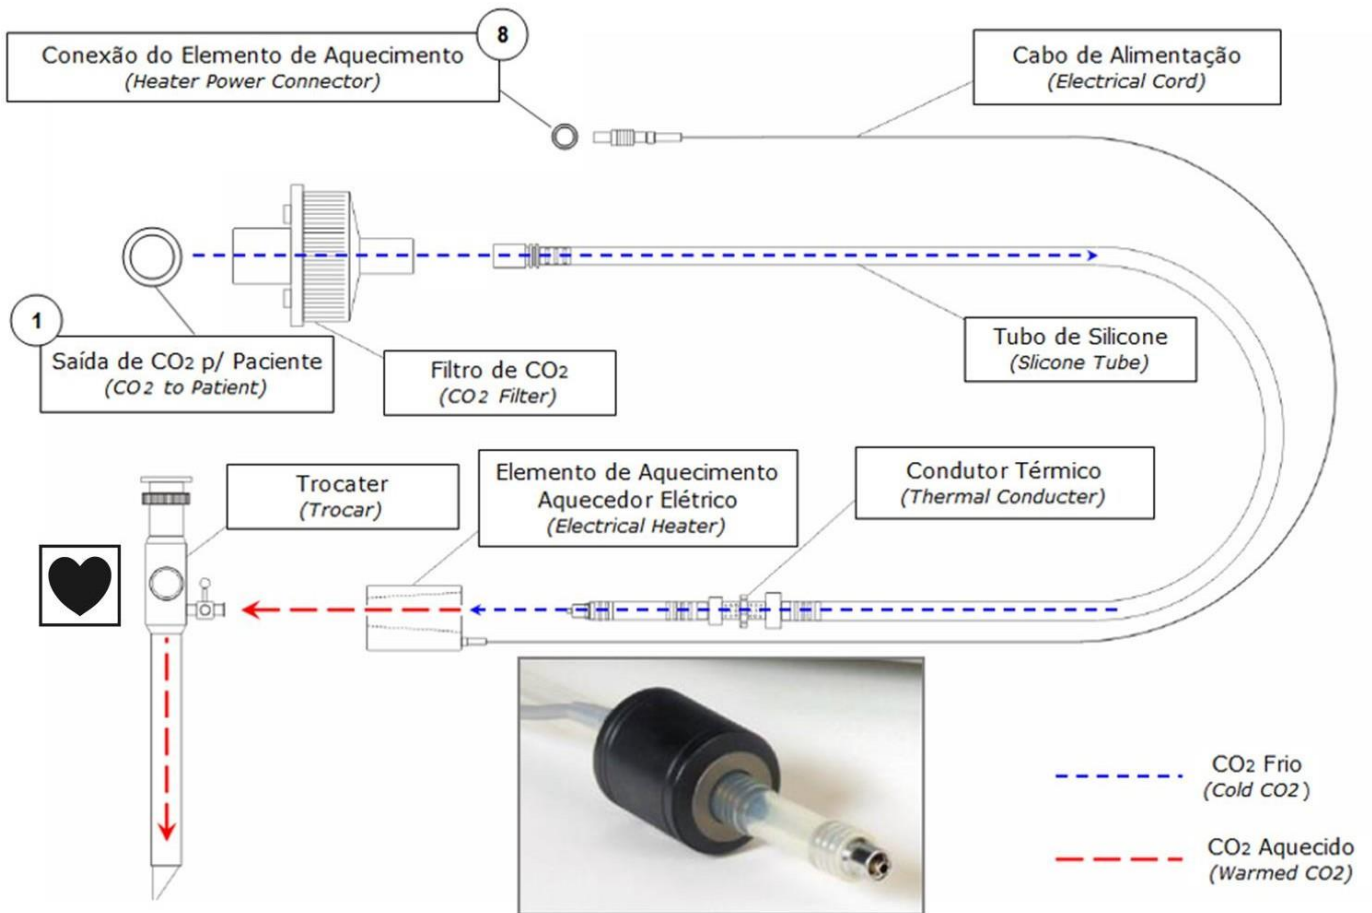 8
Conexão do Elemento de Aquecimento
(Heater Power Connector)
Cabo de Alimentação
(Electrical Cord)
1
Saída de CO2 p/ Paciente
(CO2 to Patient)
Filtro de CO2
(CO2 Filter)
Tubo de Silicone
(Slicone Tube)
Trocater
(Trocar)
Elemento de Aquecimento
Aquecedor Elétrico
(Electrical Heater)
Condutor Térmico
(Thermal Conducter)
CO2 Frio
(Cold CO2)
CO2 Aquecido
(Warmed CO2)